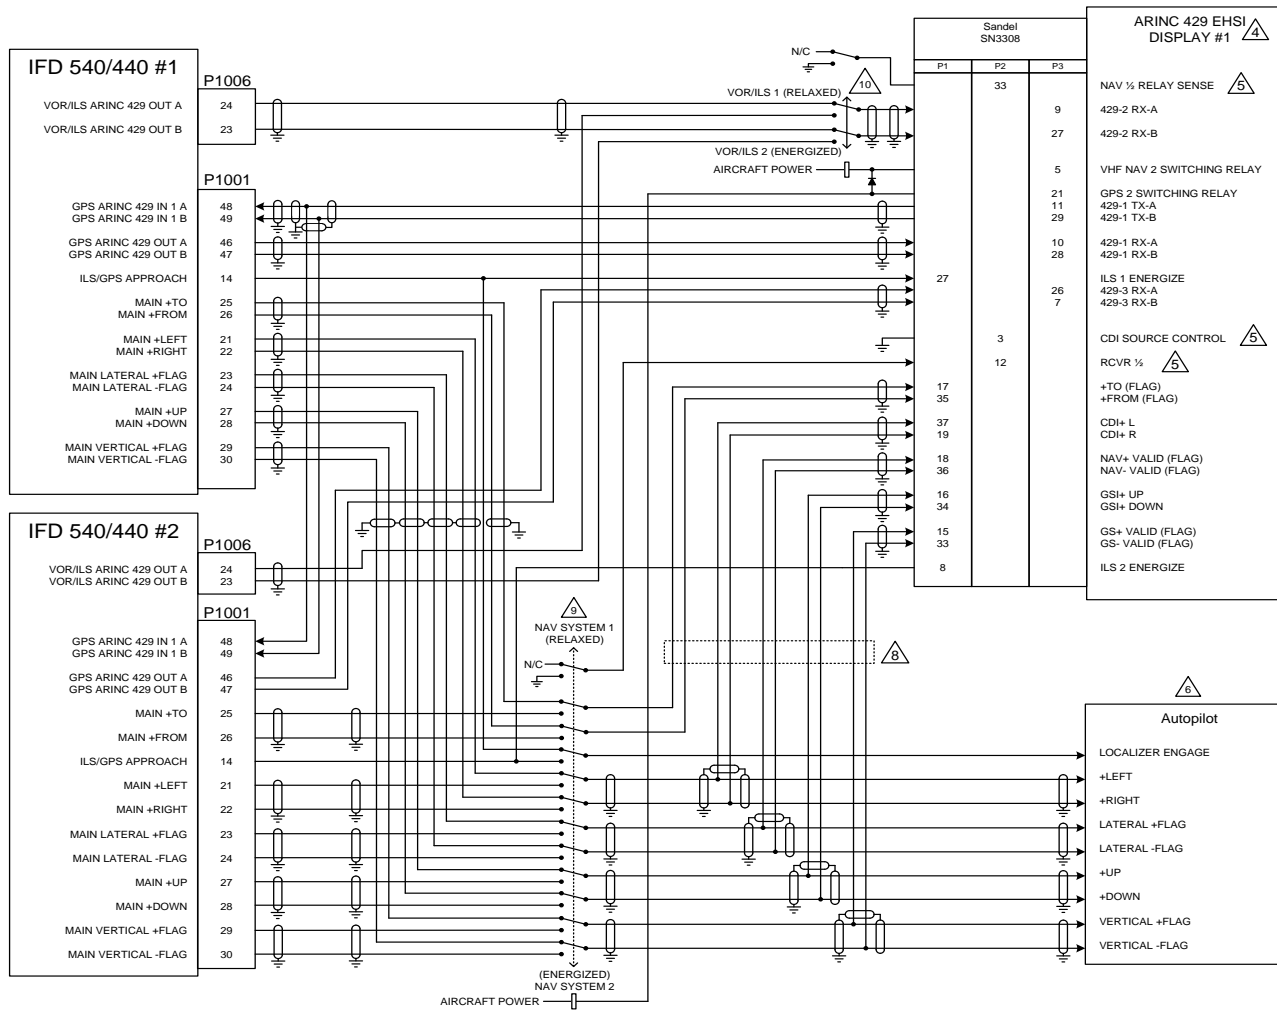 IFD 540/440 #1
P1006
VOR/ILS ARINC 429 OUT A 24
VOR/ILS ARINC 429 OUT B 23
P1001
GPS ARINC 429 IN 1 A 48
GPS ARINC 429 IN 1 B 49
GPS ARINC 429 OUT A 46
GPS ARINC 429 OUT B 47
ILS/GPS APPROACH 14
MAIN +TO 25
MAIN +FROM 26
MAIN +LEFT 21
MAIN +RIGHT 22
MAIN LATERAL +FLAG 23
MAIN LATERAL -FLAG 24
MAIN +UP 27
MAIN +DOWN 28
MAIN VERTICAL +FLAG 29
MAIN VERTICAL -FLAG 30
IFD 540/440 #2
P1006
VOR/ILS ARINC 429 OUT A 24
VOR/ILS ARINC 429 OUT B 23
P1001
GPS ARINC 429 IN 1 A 48
GPS ARINC 429 IN 1 B 49
GPS ARINC 429 OUT A 46
GPS ARINC 429 OUT B 47
MAIN +TO 25
MAIN +FROM 26
ILS/GPS APPROACH 14
MAIN +LEFT 21
MAIN +RIGHT 22
MAIN LATERAL +FLAG 23
MAIN LATERAL -FLAG 24
MAIN +UP 27
MAIN +DOWN 28
MAIN VERTICAL +FLAG 29
MAIN VERTICAL -FLAG 30
N/C
10
VOR/ILS 1 (RELAXED)
VOR/ILS 2 (ENERGIZED)
AIRCRAFT POWER
9
NAV SYSTEM 1
(RELAXED)
N/C
(ENERGIZED)
NAV SYSTEM 2
AIRCRAFT POWER
8
Sandel
SN3308
P1 P2 P3
ARINC 429 EHSI
DISPLAY #1 4
33 NAV ½ RELAY SENSE 5
9 429-2 RX-A
27 429-2 RX-B
5 VHF NAV 2 SWITCHING RELAY
21 GPS 2 SWITCHING RELAY
11 429-1 TX-A
29 429-1 TX-B
10 429-1 RX-A
28 429-1 RX-B
27 ILS 1 ENERGIZE
26 429-3 RX-A
7 429-3 RX-B
3 CDI SOURCE CONTROL 5
12 RCVR ½ 5
17 +TO (FLAG)
35 +FROM (FLAG)
37 CDI+ L
19 CDI+ R
18 NAV+ VALID (FLAG)
36 NAV- VALID (FLAG)
16 GSI+ UP
34 GSI+ DOWN
15 GS+ VALID (FLAG)
33 GS- VALID (FLAG)
8 ILS 2 ENERGIZE
6
Autopilot
LOCALIZER ENGAGE
+LEFT
+RIGHT
LATERAL +FLAG
LATERAL -FLAG
+UP
+DOWN
VERTICAL +FLAG
VERTICAL -FLAG